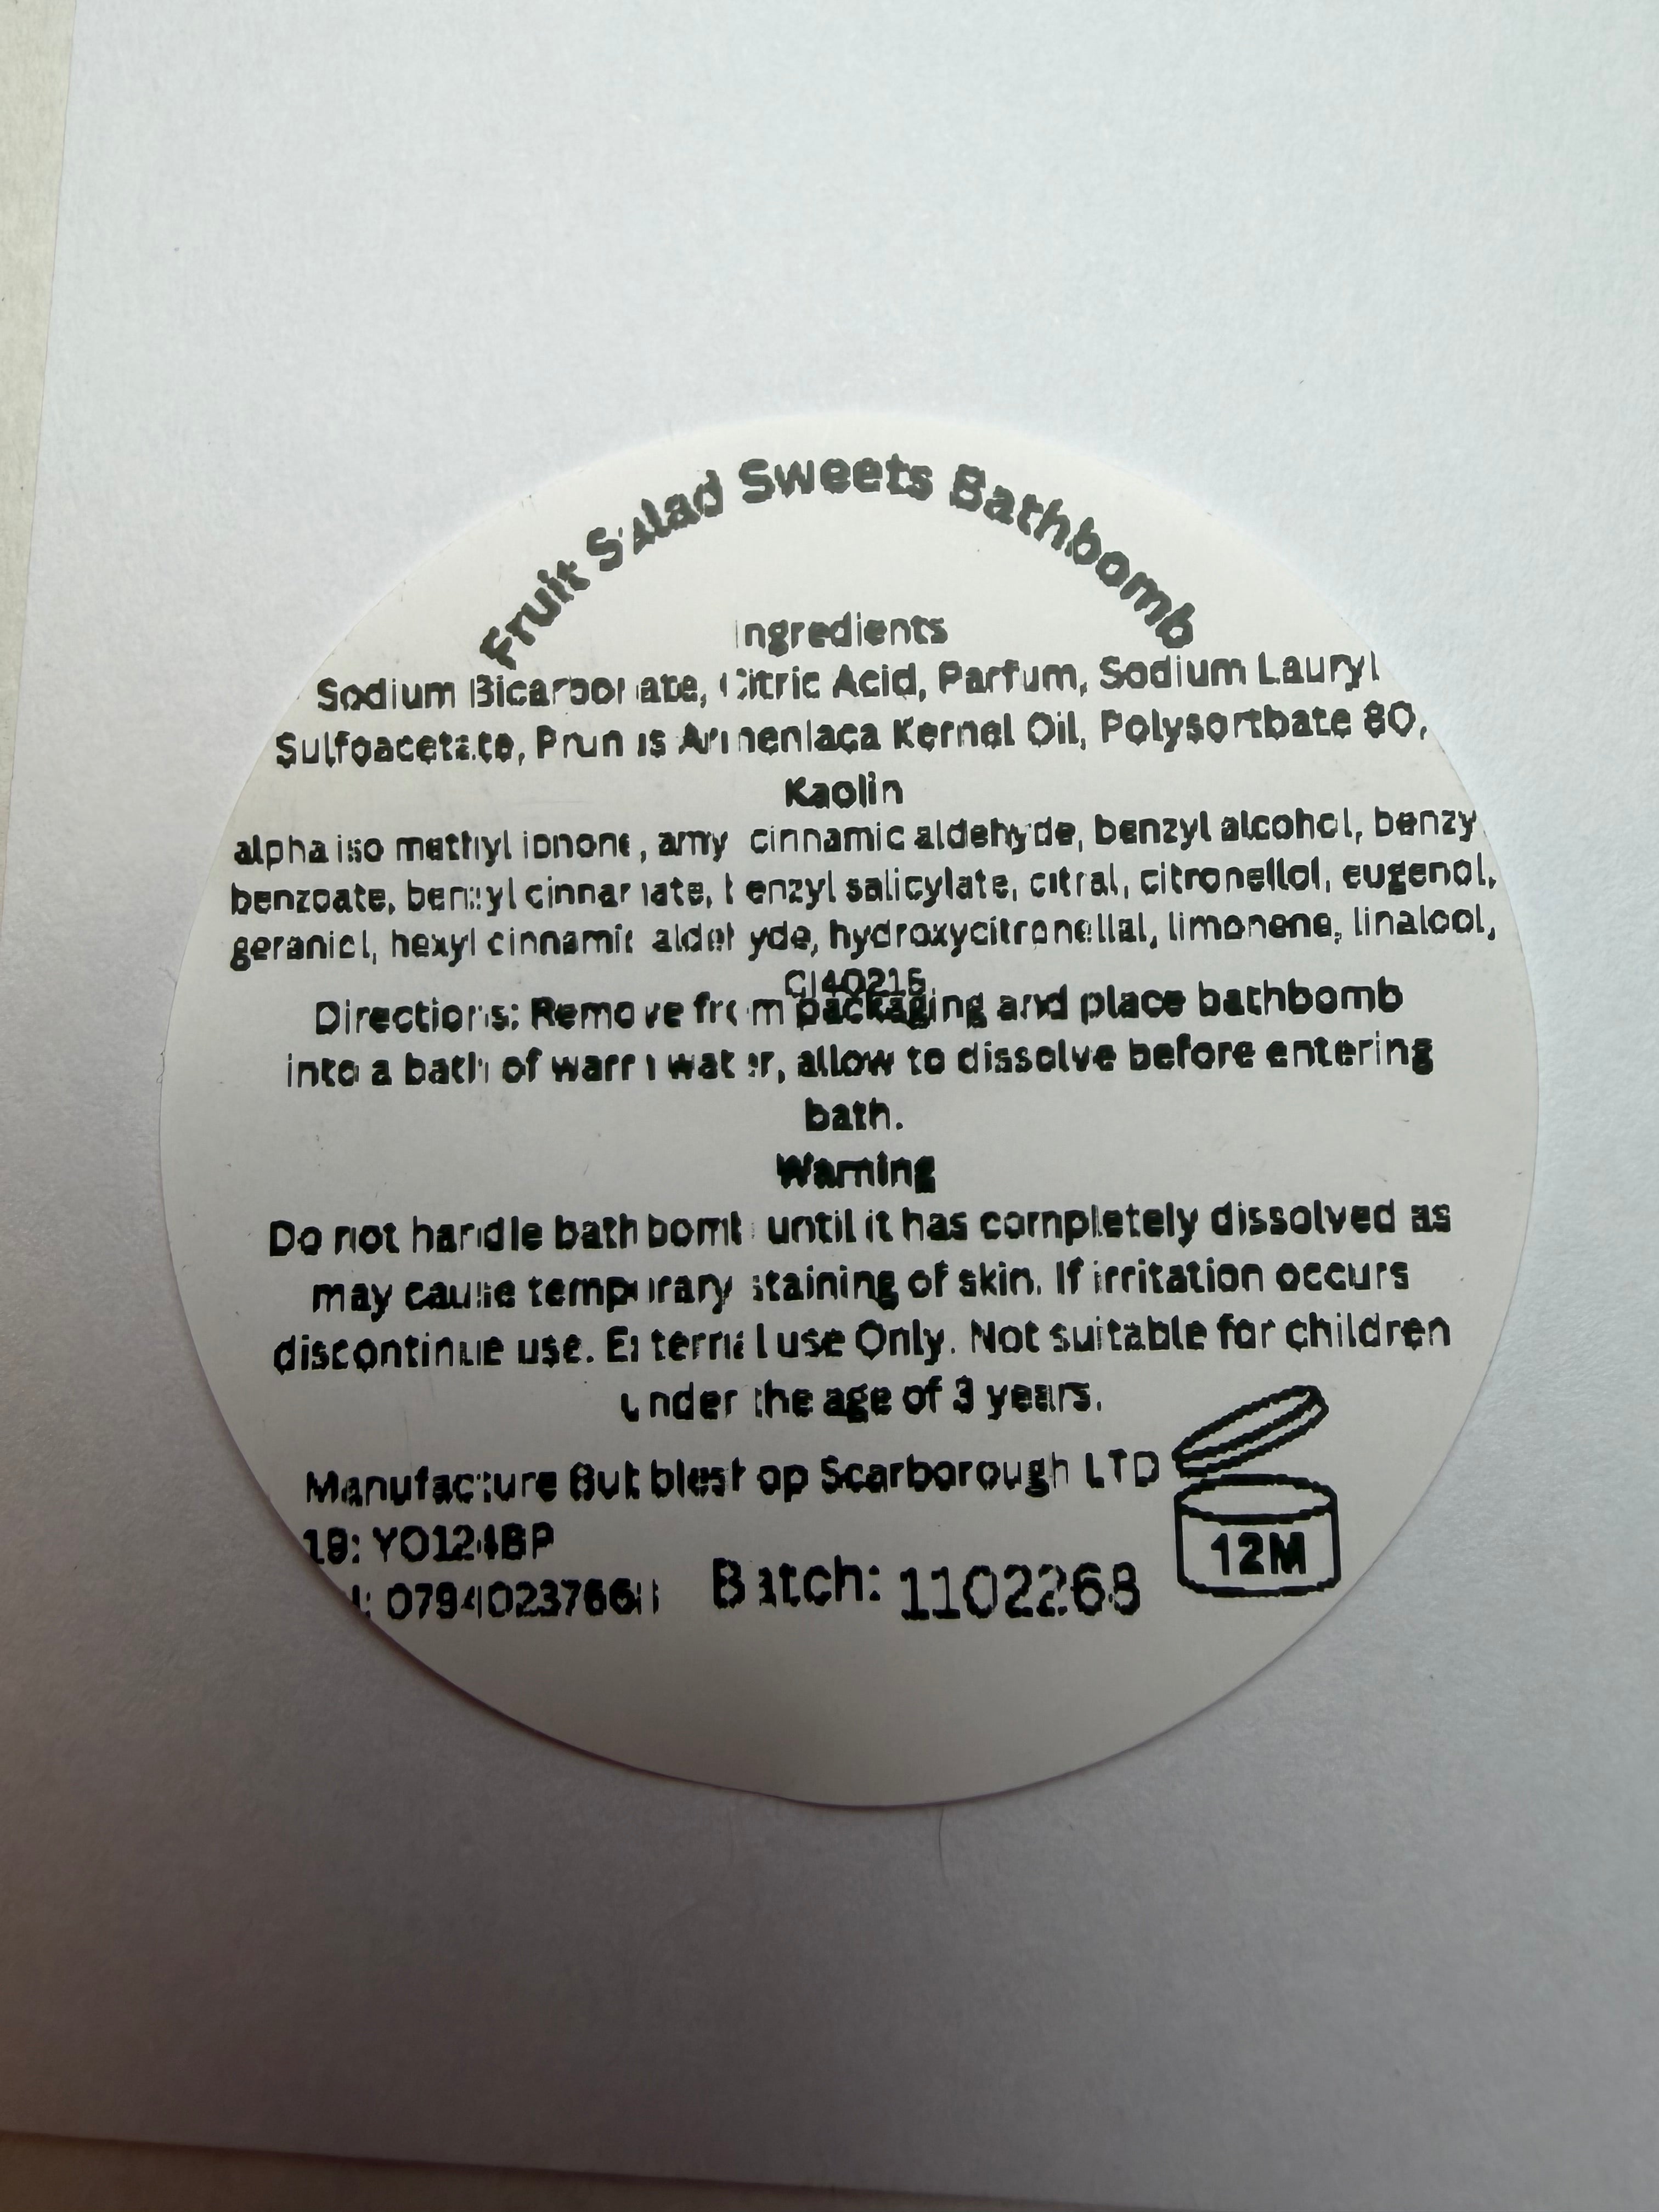 Fruit Salad Sweets Bathbomb
Ingredients
Sodium Bicarbonate, Citric Acid, Parfum, Sodium Lauryl
Sulfoacetate, Prunus Armeniaca Kernel Oil, Polysortbate 80,
Kaolin
alpha iso methyl ionone, amyl cinnamic aldehyde, benzyl alcohol, benzyl
benzoate, benzyl cinnamate, benzyl salicylate, citral, citronellol, eugenol,
geraniol, hexyl cinnamic aldehyde, hydroxycitronellal, limonene, linalool,
CI40215
Directions: Remove from packaging and place bathbomb
into a bath of warm water, allow to dissolve before entering
bath.
Warning
Do not handle bath bomb until it has completely dissolved as
may cause temporary staining of skin. If irritation occurs
discontinue use. External use Only. Not suitable for children
under the age of 3 years.
Manufacture Bubblestop Scarborough LTD
19: YO124BP
Batch: 1102268
12M